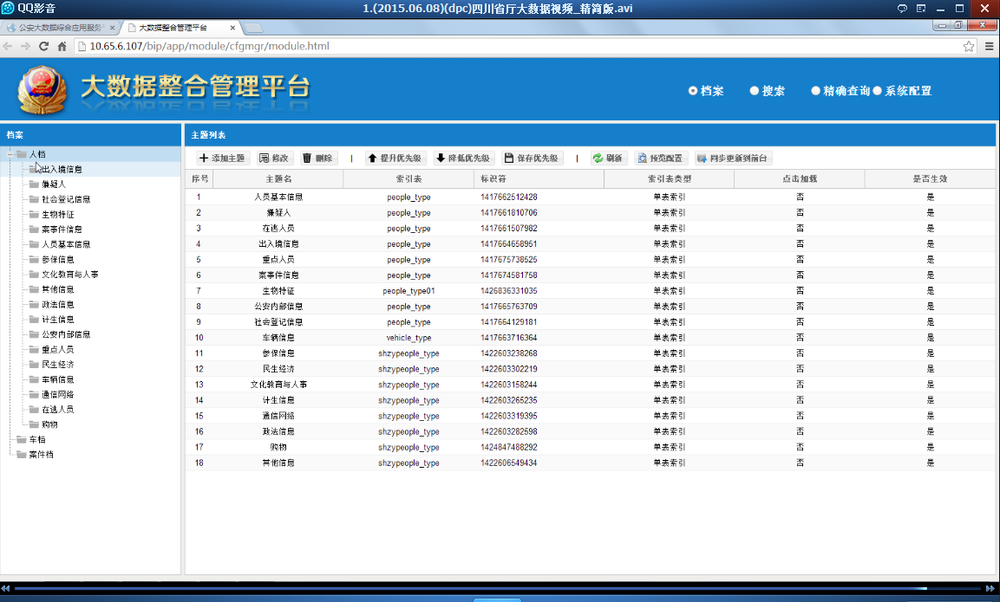 QQ影音 1.(2015.06.08)(dpc)四川省厅大数据视频_精简版.avi
公安大数据综合应用服务 大数据整合管理平台
10.65.6.107/bip/app/module/cfgmgr/module.html
大数据整合管理平台 档案 搜索 精确查询 系统配置
档案
人档
出入境信息
嫌疑人
社会登记信息
生物特征
案事件信息
人员基本信息
参保信息
文化教育与人事
其他信息
政法信息
计生信息
公安内部信息
重点人员
民生经济
车辆信息
通信网络
在逃人员
购物
车档
案件档
主题列表
添加主题 修改 删除 | 提升优先级 降低优先级 保存优先级 | 刷新 预览配置 同步更新到前台
序号 主题名 索引表 标识符 索引表类型 点击加载 是否生效
1 人员基本信息 people_type 1417662512428 单表索引 否 是
2 嫌疑人 people_type 1417661810706 单表索引 否 是
3 在逃人员 people_type 1417661507982 单表索引 否 是
4 出入境信息 people_type 1417664658951 单表索引 否 是
5 重点人员 people_type 1417675738525 单表索引 否 是
6 案事件信息 people_type 1417674581758 单表索引 否 是
7 生物特征 people_type01 1426836331035 单表索引 否 是
8 公安内部信息 people_type 1417665763709 单表索引 否 是
9 社会登记信息 people_type 1417664129181 单表索引 否 是
10 车辆信息 vehicle_type 1417663716364 单表索引 否 是
11 参保信息 shzypeople_type 1422603238268 单表索引 否 是
12 民生经济 shzypeople_type 1422603302219 单表索引 否 是
13 文化教育与人事 shzypeople_type 1422603158244 单表索引 否 是
14 计生信息 shzypeople_type 1422603265235 单表索引 否 是
15 通信网络 shzypeople_type 1422603319395 单表索引 否 是
16 政法信息 shzypeople_type 1422603282598 单表索引 否 是
17 购物 shzypeople_type 1424847488292 单表索引 否 是
18 其他信息 shzypeople_type 1422606549434 单表索引 否 是